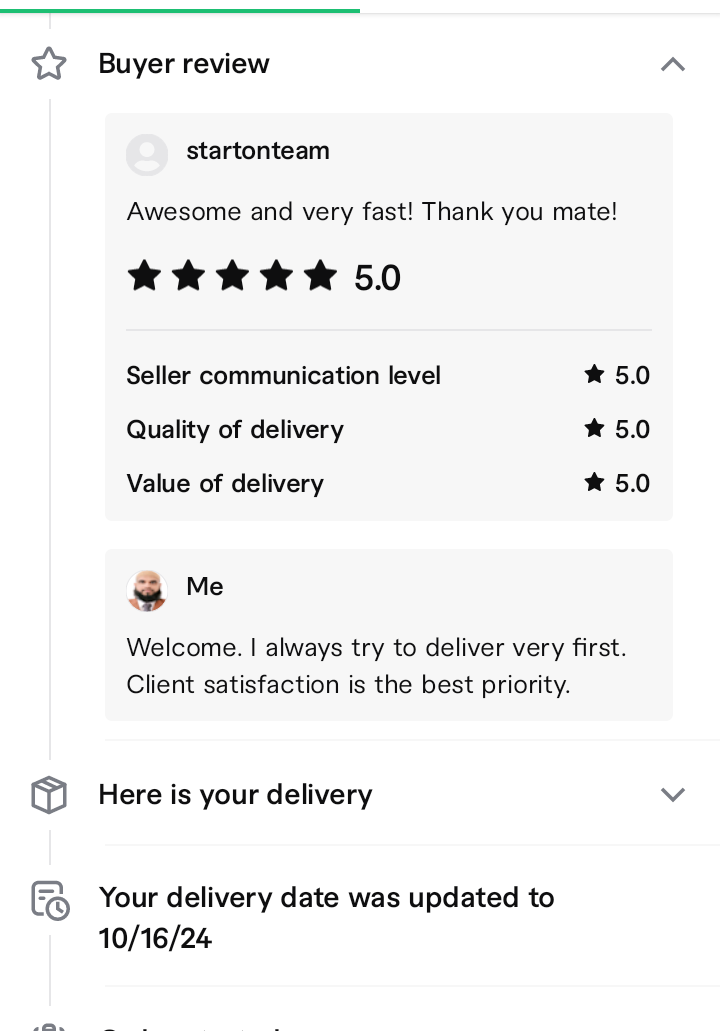 Buyer review
startonteam
Awesome and very fast! Thank you mate!
5.0
Seller communication level 5.0
Quality of delivery 5.0
Value of delivery 5.0
Me
Welcome. I always try to deliver very first.
Client satisfaction is the best priority.
Here is your delivery
Your delivery date was updated to
10/16/24